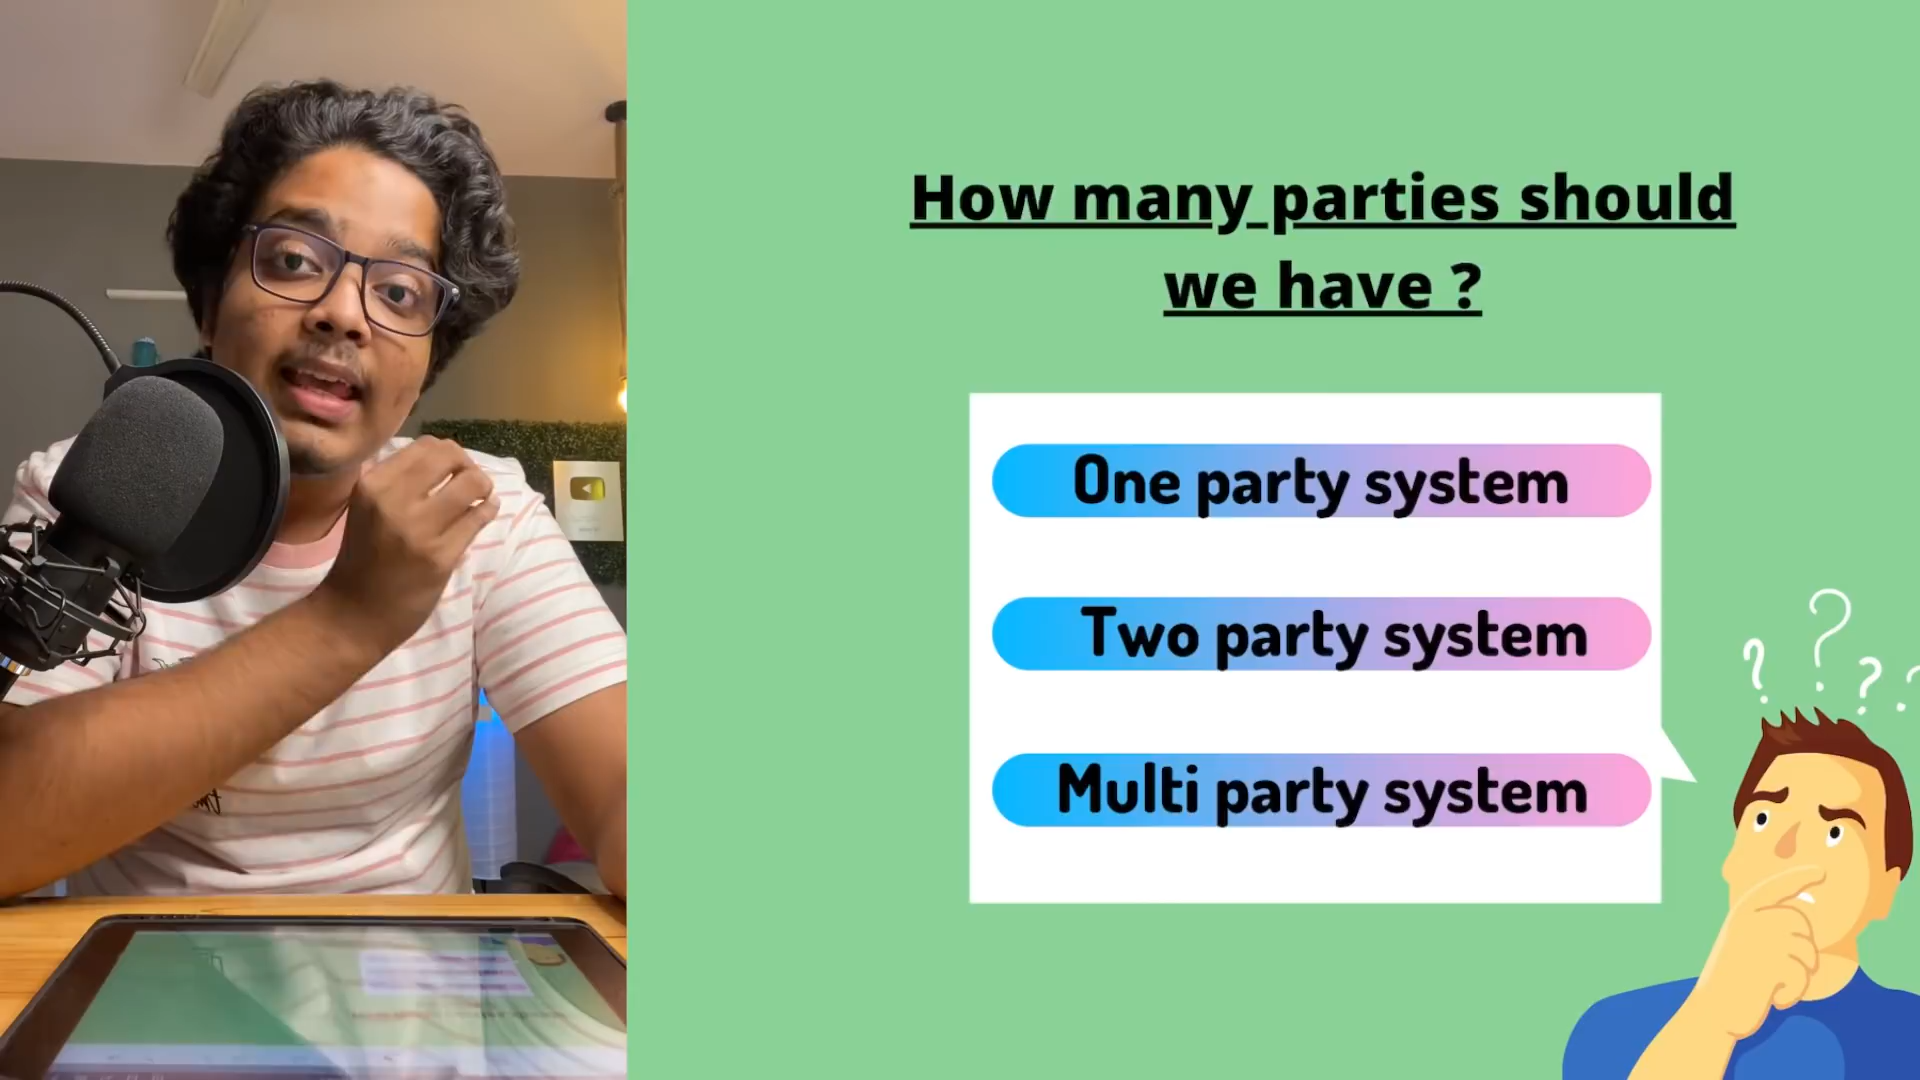 How many parties should
we have ?
One party system
Two party system
Multi party system